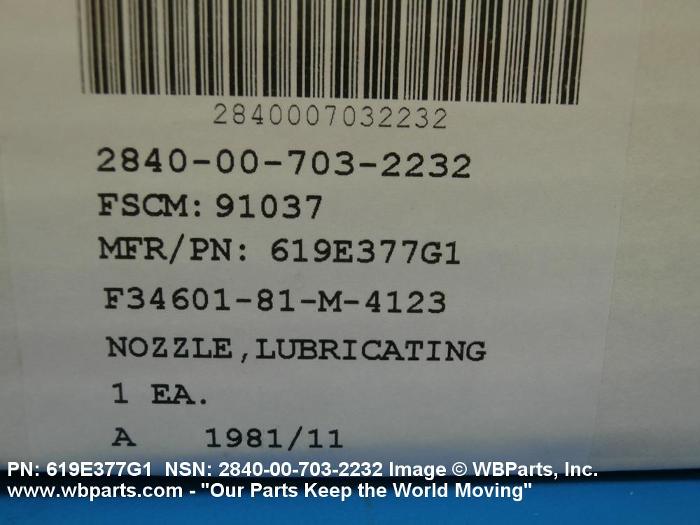 2840007032232
2840-00-703-2232
FSCM: 91037
MFR/PN: 619E377G1
F34601-81-M-4123
NOZZLE,LUBRICATING
1 EA.
A 1981/11
PN: 619E377G1 NSN: 2840-00-703-2232 Image © WBParts, Inc.
www.wbparts.com - "Our Parts Keep the World Moving"